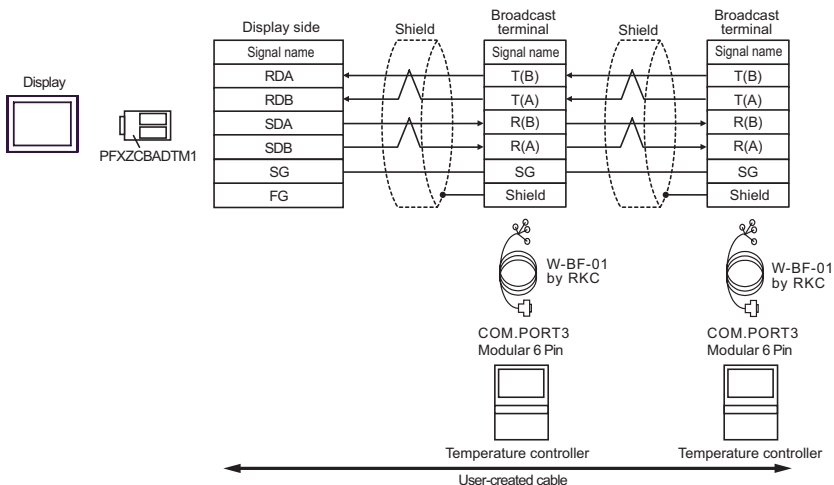 Display
PFXZCBADTM1
Display side
Signal name
RDA
RDB
SDA
SDB
SG
FG
Shield
Broadcast
terminal
Signal name
T(B)
T(A)
R(B)
R(A)
SG
Shield
Shield
Broadcast
terminal
Signal name
T(B)
T(A)
R(B)
R(A)
SG
Shield
W-BF-01
by RKC
W-BF-01
by RKC
COM.PORT3
Modular 6 Pin
COM.PORT3
Modular 6 Pin
Temperature controller
Temperature controller
User-created cable